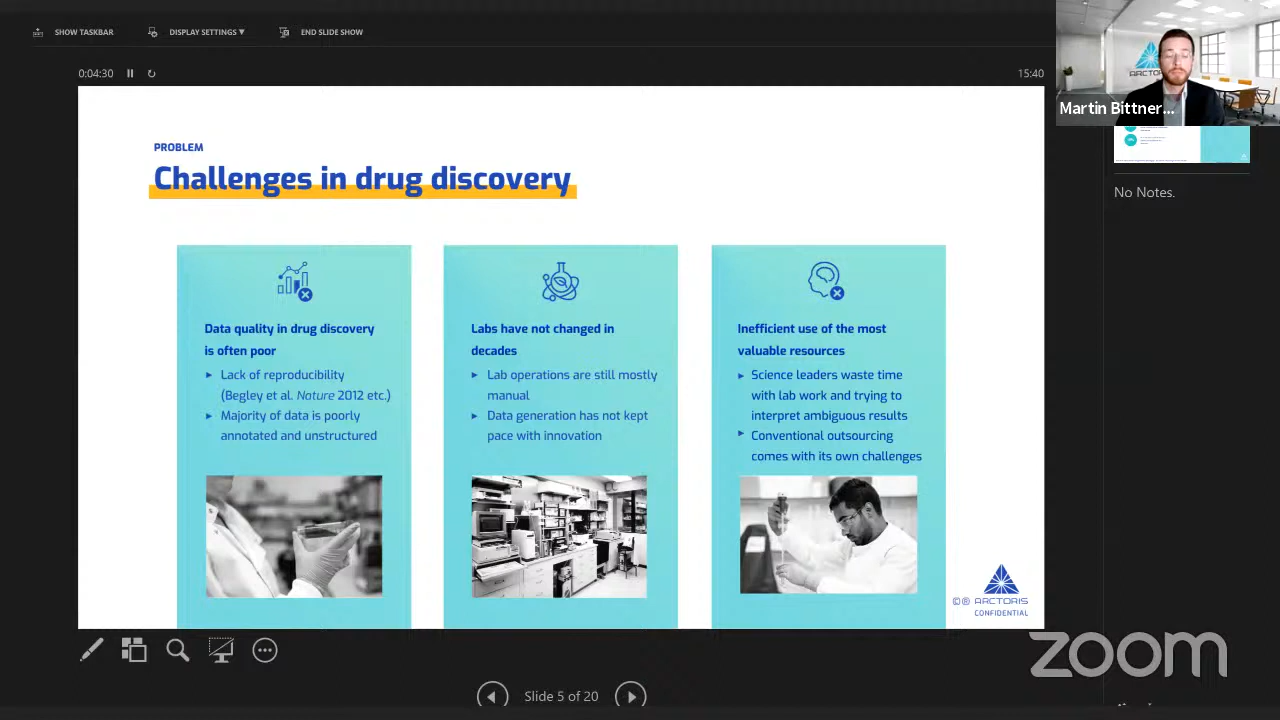 SHOW TASKBAR
DISPLAY SETTINGS ▼
END SLIDE SHOW
0:04:30
15:40
ARCTORIS
Martin Bittner...
No Notes.
PROBLEM
Challenges in drug discovery
Data quality in drug discovery
is often poor
▸ Lack of reproducibility
(Begley et al. Nature 2012 etc.)
▸ Majority of data is poorly
annotated and unstructured
Labs have not changed in
decades
▸ Lab operations are still mostly
manual
▸ Data generation has not kept
pace with innovation
Inefficient use of the most
valuable resources
▸ Science leaders waste time
with lab work and trying to
interpret ambiguous results
▸ Conventional outsourcing
comes with its own challenges
©® ARCTORIS
CONFIDENTIAL
zoom
Slide 5 of 20